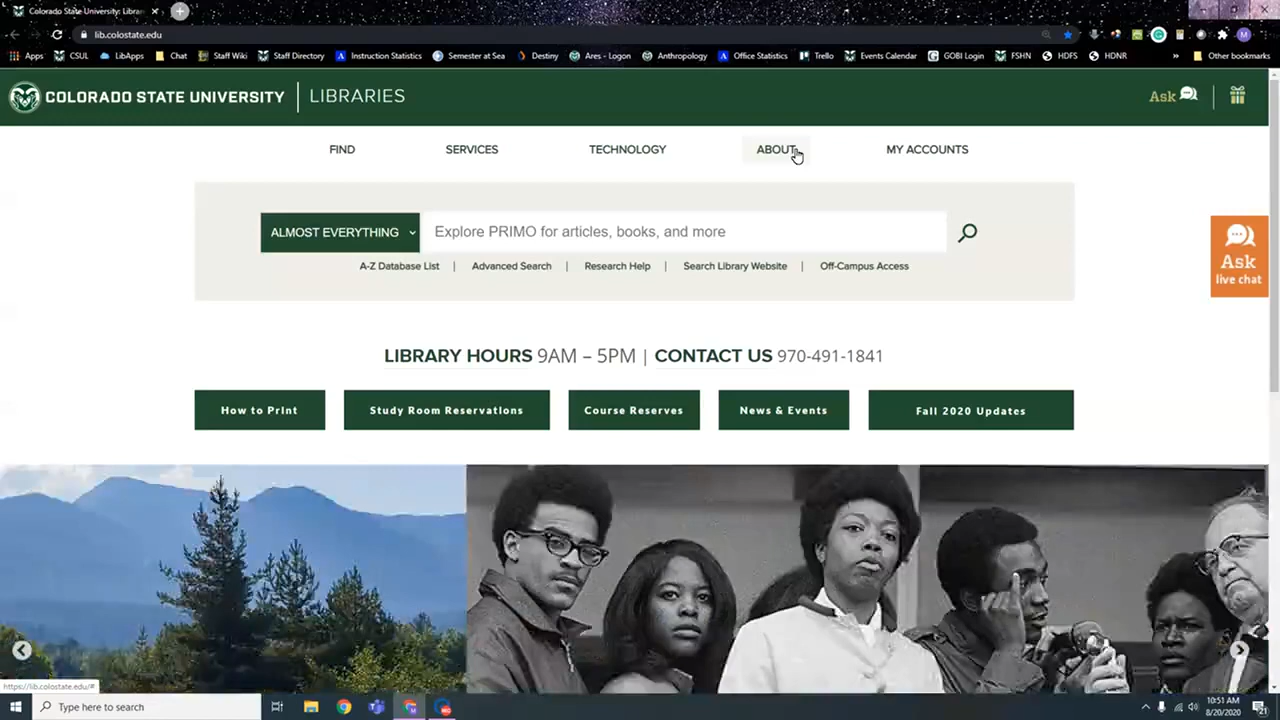 Colorado State University: Librar
lib.colostate.edu
Apps CSUL LibApps Chat Staff Wiki Staff Directory Instruction Statistics Semester at Sea Destiny Ares - Logon Anthropology Office Statistics Trello Events Calendar GOBI Login FSHN HDFS HDNR » Other bookmarks
COLORADO STATE UNIVERSITY LIBRARIES Ask
FIND SERVICES TECHNOLOGY ABOUT MY ACCOUNTS
ALMOST EVERYTHING Explore PRIMO for articles, books, and more
A-Z Database List | Advanced Search | Research Help | Search Library Website | Off-Campus Access
Ask
live chat
LIBRARY HOURS 9AM – 5PM | CONTACT US 970-491-1841
How to Print Study Room Reservations Course Reserves News & Events Fall 2020 Updates
https://lib.colostate.edu/#
Type here to search
10:51 AM
8/20/2020
21